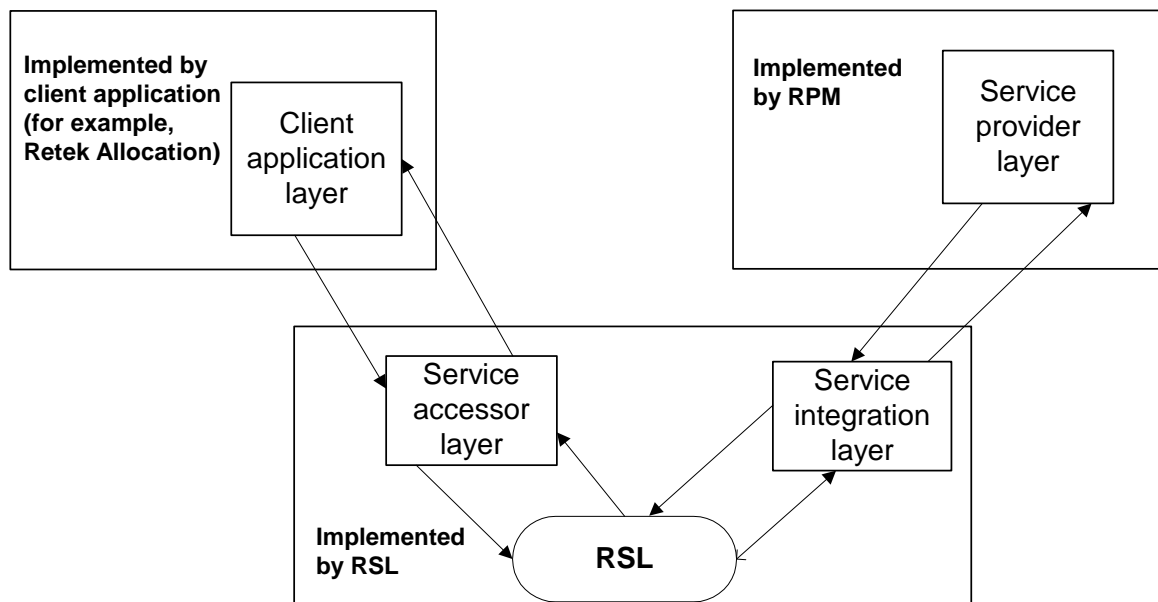 Implemented by
client application
(for example,
Retek Allocation)
Client
application
layer
Implemented
by RPM
Service
provider
layer
Service
accessor
layer
Service
integration
layer
Implemented
by RSL
RSL